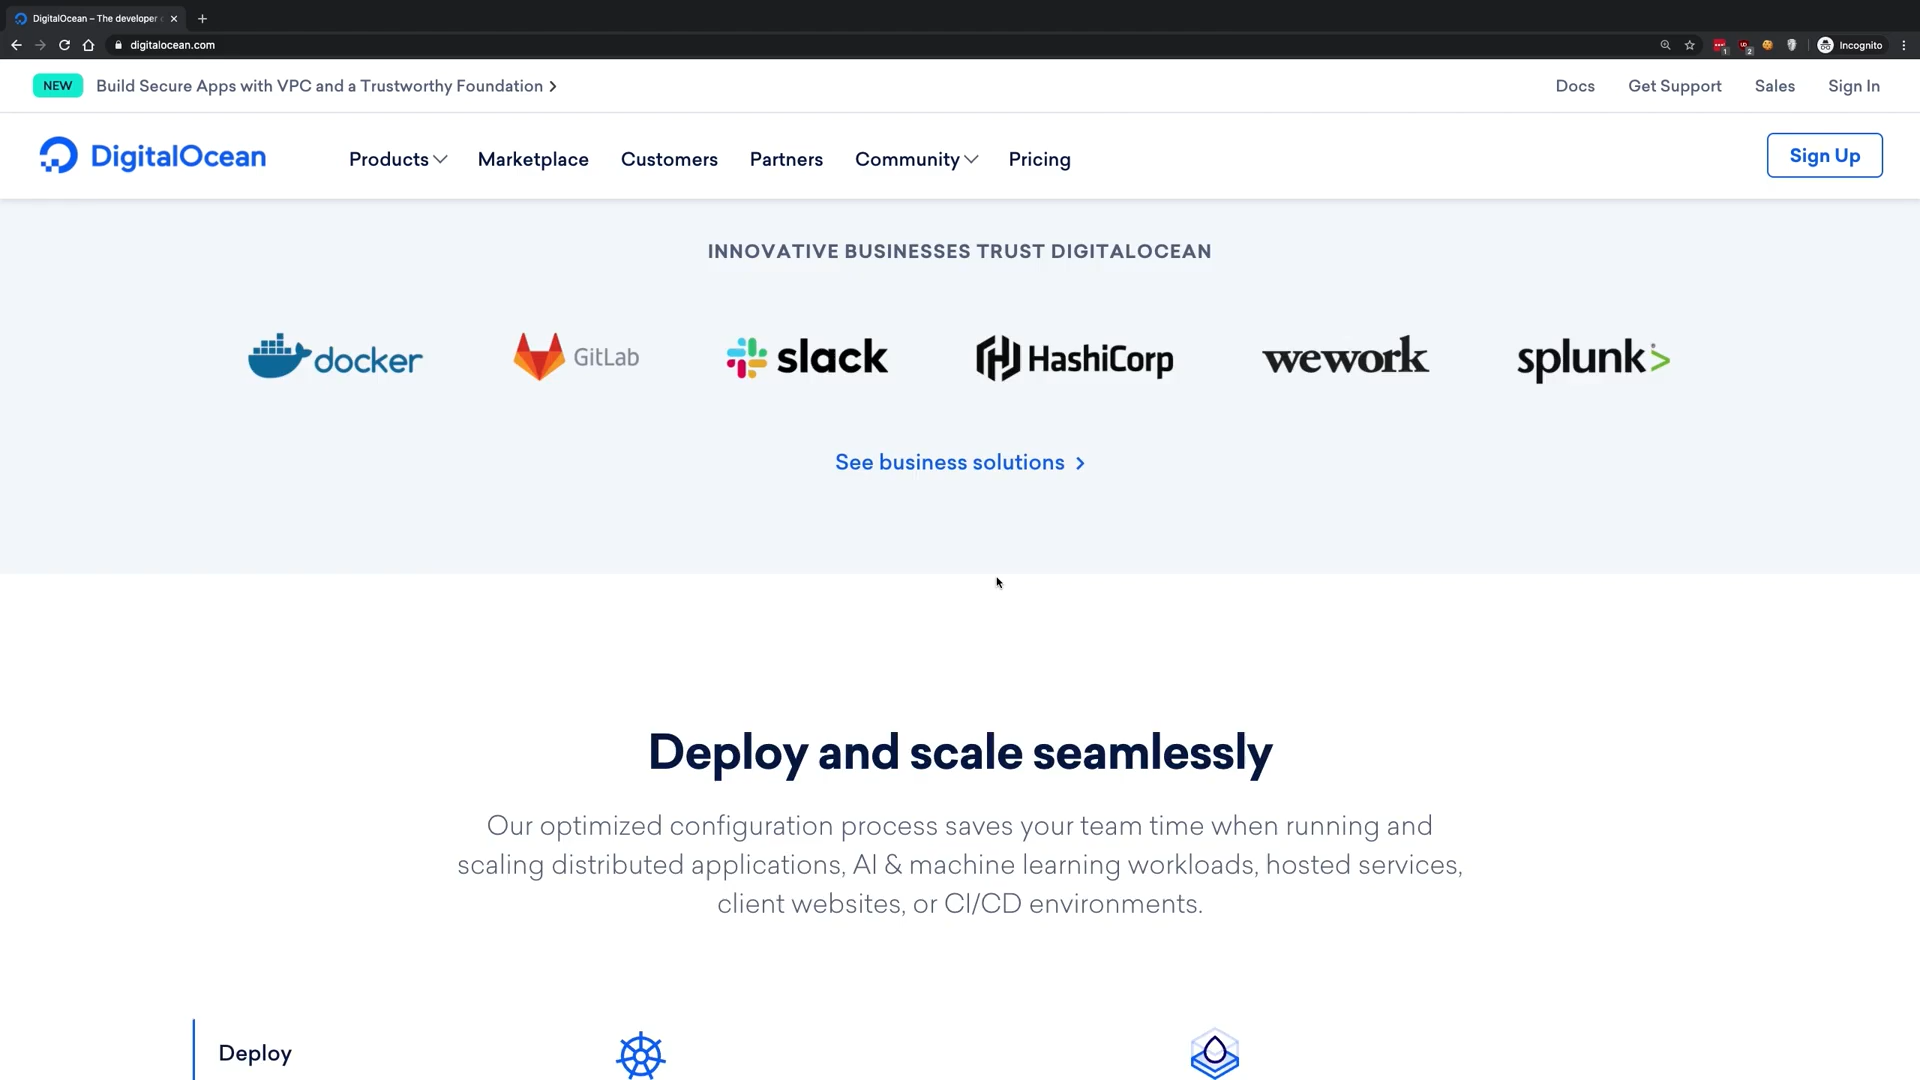 DigitalOcean – The developer
digitalocean.com
Incognito
NEW Build Secure Apps with VPC and a Trustworthy Foundation
Docs Get Support Sales Sign In
DigitalOcean
Products Marketplace Customers Partners Community Pricing
Sign Up
INNOVATIVE BUSINESSES TRUST DIGITALOCEAN
docker GitLab slack HashiCorp wework splunk>
See business solutions
Deploy and scale seamlessly
Our optimized configuration process saves your team time when running and
scaling distributed applications, AI & machine learning workloads, hosted services,
client websites, or CI/CD environments.
Deploy